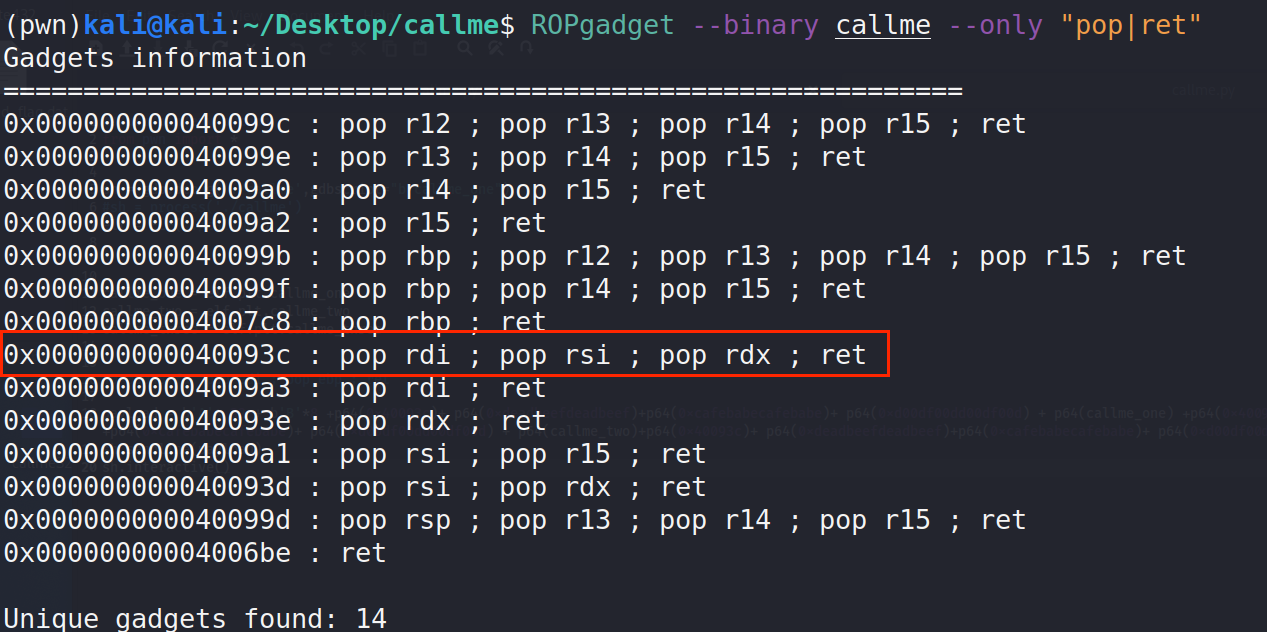 (pwn)kali@kali:~/Desktop/callme$ ROPgadget --binary callme --only "pop|ret"
Gadgets information
============================================================
0x000000000040099c : pop r12 ; pop r13 ; pop r14 ; pop r15 ; ret
0x000000000040099e : pop r13 ; pop r14 ; pop r15 ; ret
0x00000000004009a0 : pop r14 ; pop r15 ; ret
0x00000000004009a2 : pop r15 ; ret
0x000000000040099b : pop rbp ; pop r12 ; pop r13 ; pop r14 ; pop r15 ; ret
0x000000000040099f : pop rbp ; pop r14 ; pop r15 ; ret
0x00000000004007c8 : pop rbp ; ret
0x000000000040093c : pop rdi ; pop rsi ; pop rdx ; ret
0x00000000004009a3 : pop rdi ; ret
0x000000000040093e : pop rdx ; ret
0x00000000004009a1 : pop rsi ; pop r15 ; ret
0x000000000040093d : pop rsi ; pop rdx ; ret
0x000000000040099d : pop rsp ; pop r13 ; pop r14 ; pop r15 ; ret
0x00000000004006be : ret
Unique gadgets found: 14